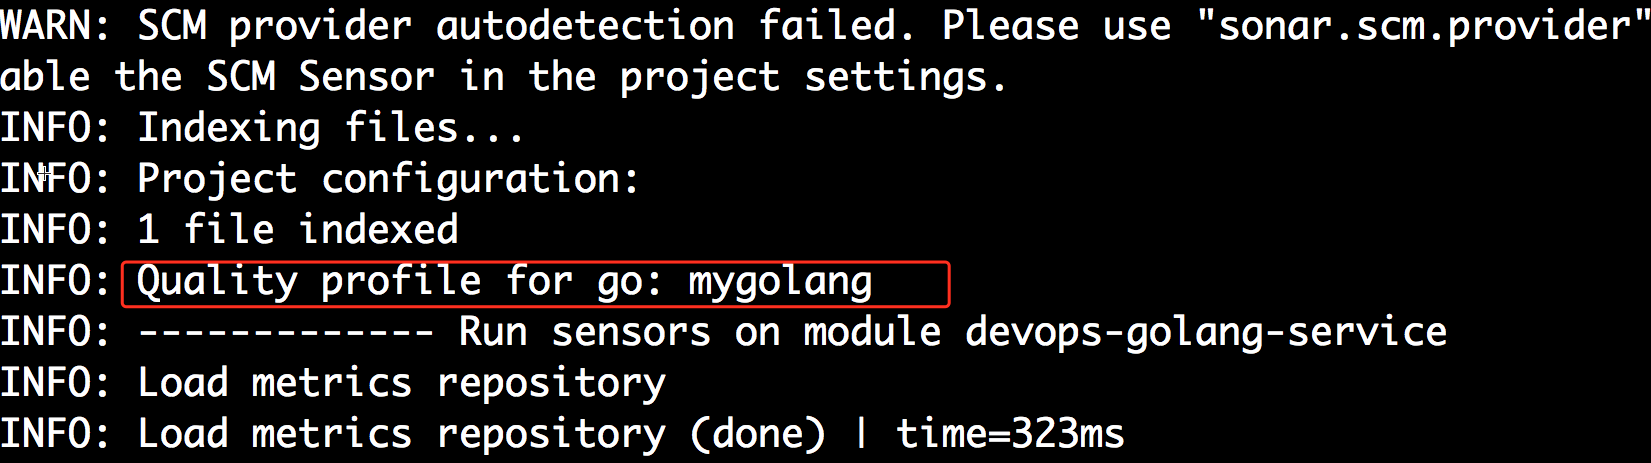 WARN: SCM provider autodetection failed. Please use "sonar.scm.provider"
able the SCM Sensor in the project settings.
INFO: Indexing files...
INFO: Project configuration:
INFO: 1 file indexed
INFO: Quality profile for go: mygolang
INFO: ------------- Run sensors on module devops-golang-service
INFO: Load metrics repository
INFO: Load metrics repository (done) | time=323ms